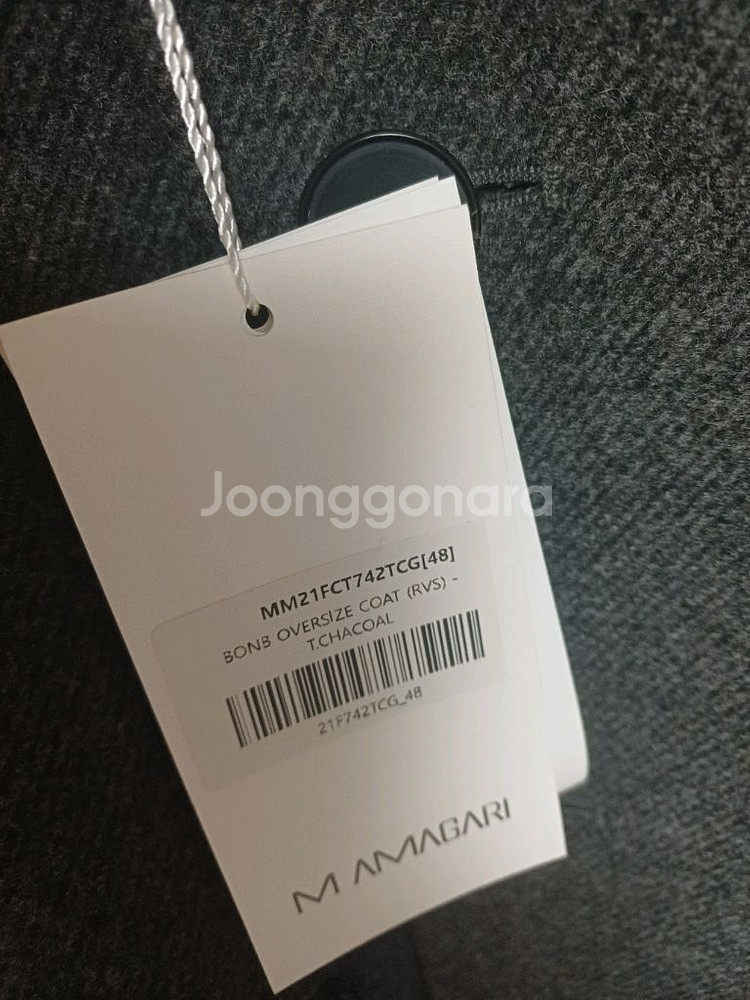 Joonggonara
MM21FCT742TCG[48]
BONB OVERSIZE COAT (RVS) -
T.CHACOAL
21F742TCG_48
M AMAGARI